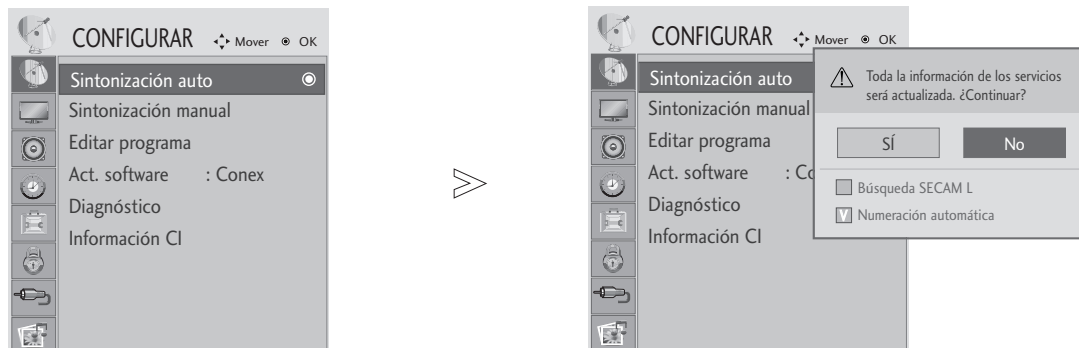 CONFIGURAR Mover OK
Sintonización auto
Sintonización manual
Editar programa
Act. software : Conex
Diagnóstico
Información CI
CONFIGURAR Mover OK
Sintonización auto
Sintonización manual
Editar programa
Act. software : Co
Diagnóstico
Información CI
Toda la información de los servicios
será actualizada. ¿Continuar?
SÍ No
Búsqueda SECAM L
V Numeración automática